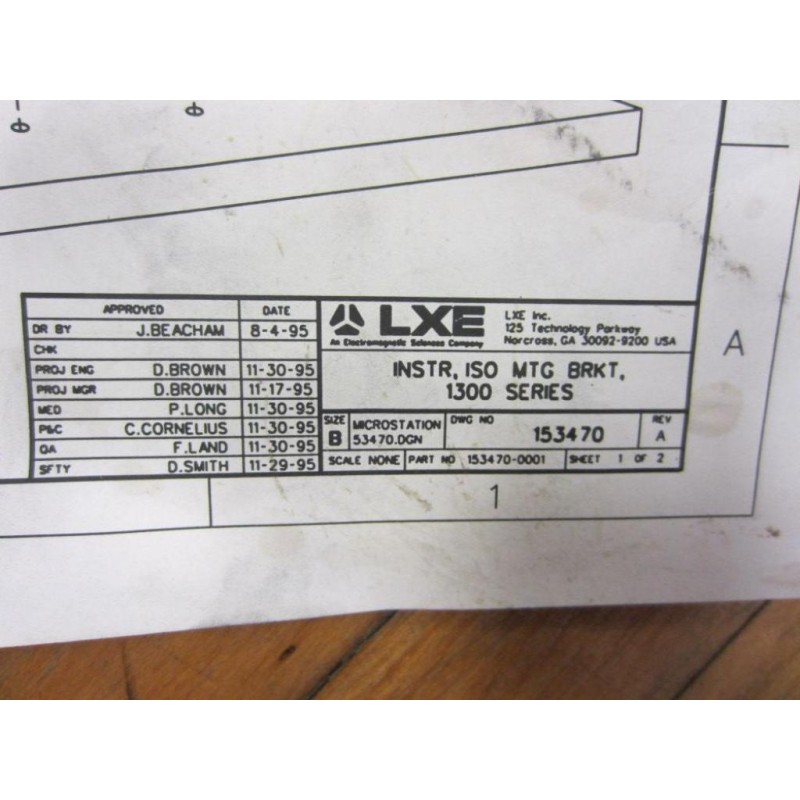 APPROVED DATE
DR BY J.BEACHAM 8-4-95
CHK
PROJ ENG D.BROWN 11-30-95
PROJ MGR D.BROWN 11-17-95
MED P.LONG 11-30-95
P&C C.CORNELIUS 11-30-95
QA F.LAND 11-30-95
SFTY D.SMITH 11-29-95
LXE
An Electromagnetic Sciences Company
LXE Inc.
125 Technology Parkway
Norcross, GA 30092-9200 USA
INSTR, ISO MTG BRKT,
1300 SERIES
SIZE
B
MICROSTATION
53470.DGN
DWG NO
153470
REV
A
SCALE NONE PART NO 153470-0001 SHEET 1 OF 2
A
1